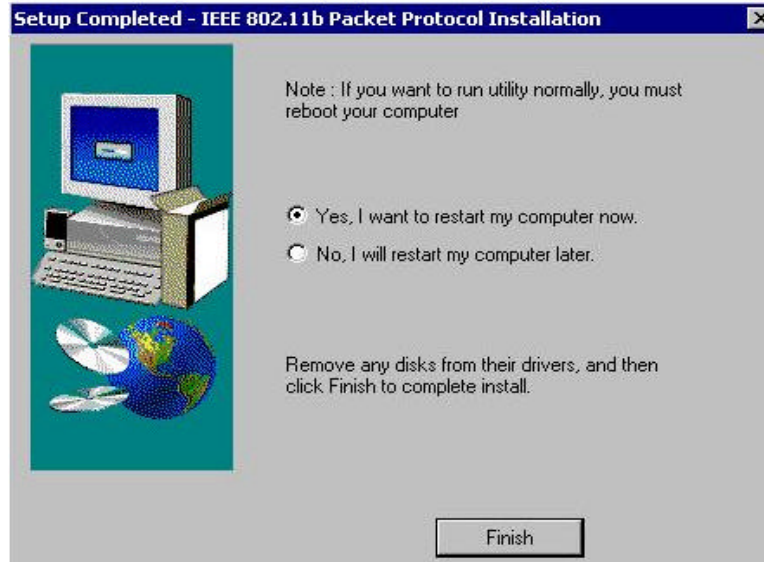 Setup Completed - IEEE 802.11b Packet Protocol Installation
Note : If you want to run utility normally, you must
reboot your computer
Yes, I want to restart my computer now.
No, I will restart my computer later.
Remove any disks from their drivers, and then
click Finish to complete install.
Finish